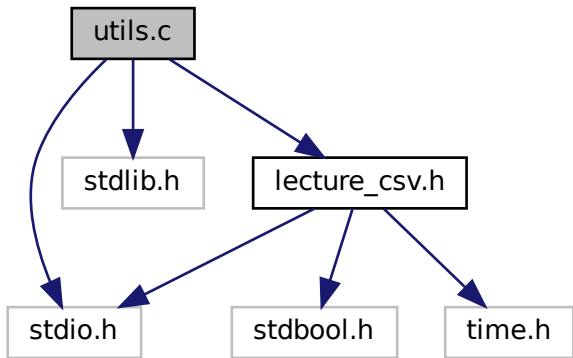 utils.c
stdlib.h
lecture_csv.h
stdio.h
stdbool.h
time.h